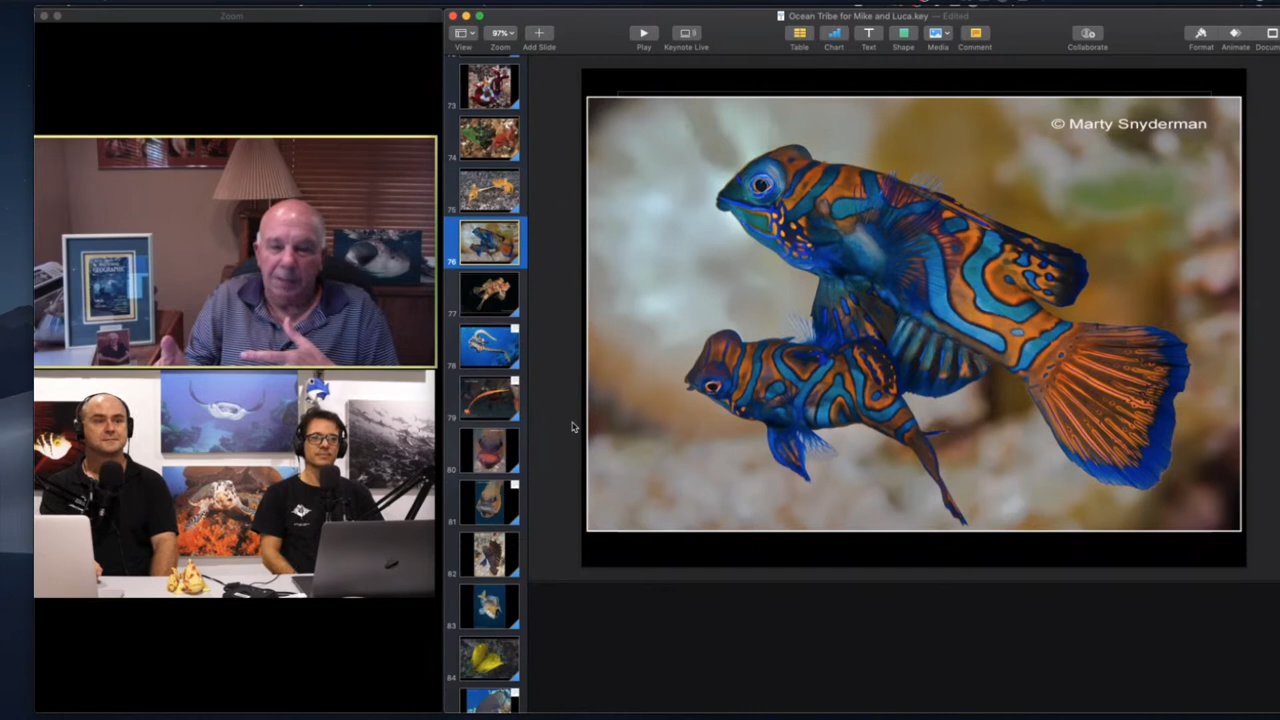 Zoom
Ocean Tribe for Mike and Luca.key — Edited
97%
View
Zoom
Add Slide
Play
Keynote Live
Table
Chart
Text
Shape
Media
Comment
Collaborate
Format
Animate
Docum
73
74
75
76
77
78
79
80
81
82
83
84
© Marty Snyderman
GEOGRAPHIC